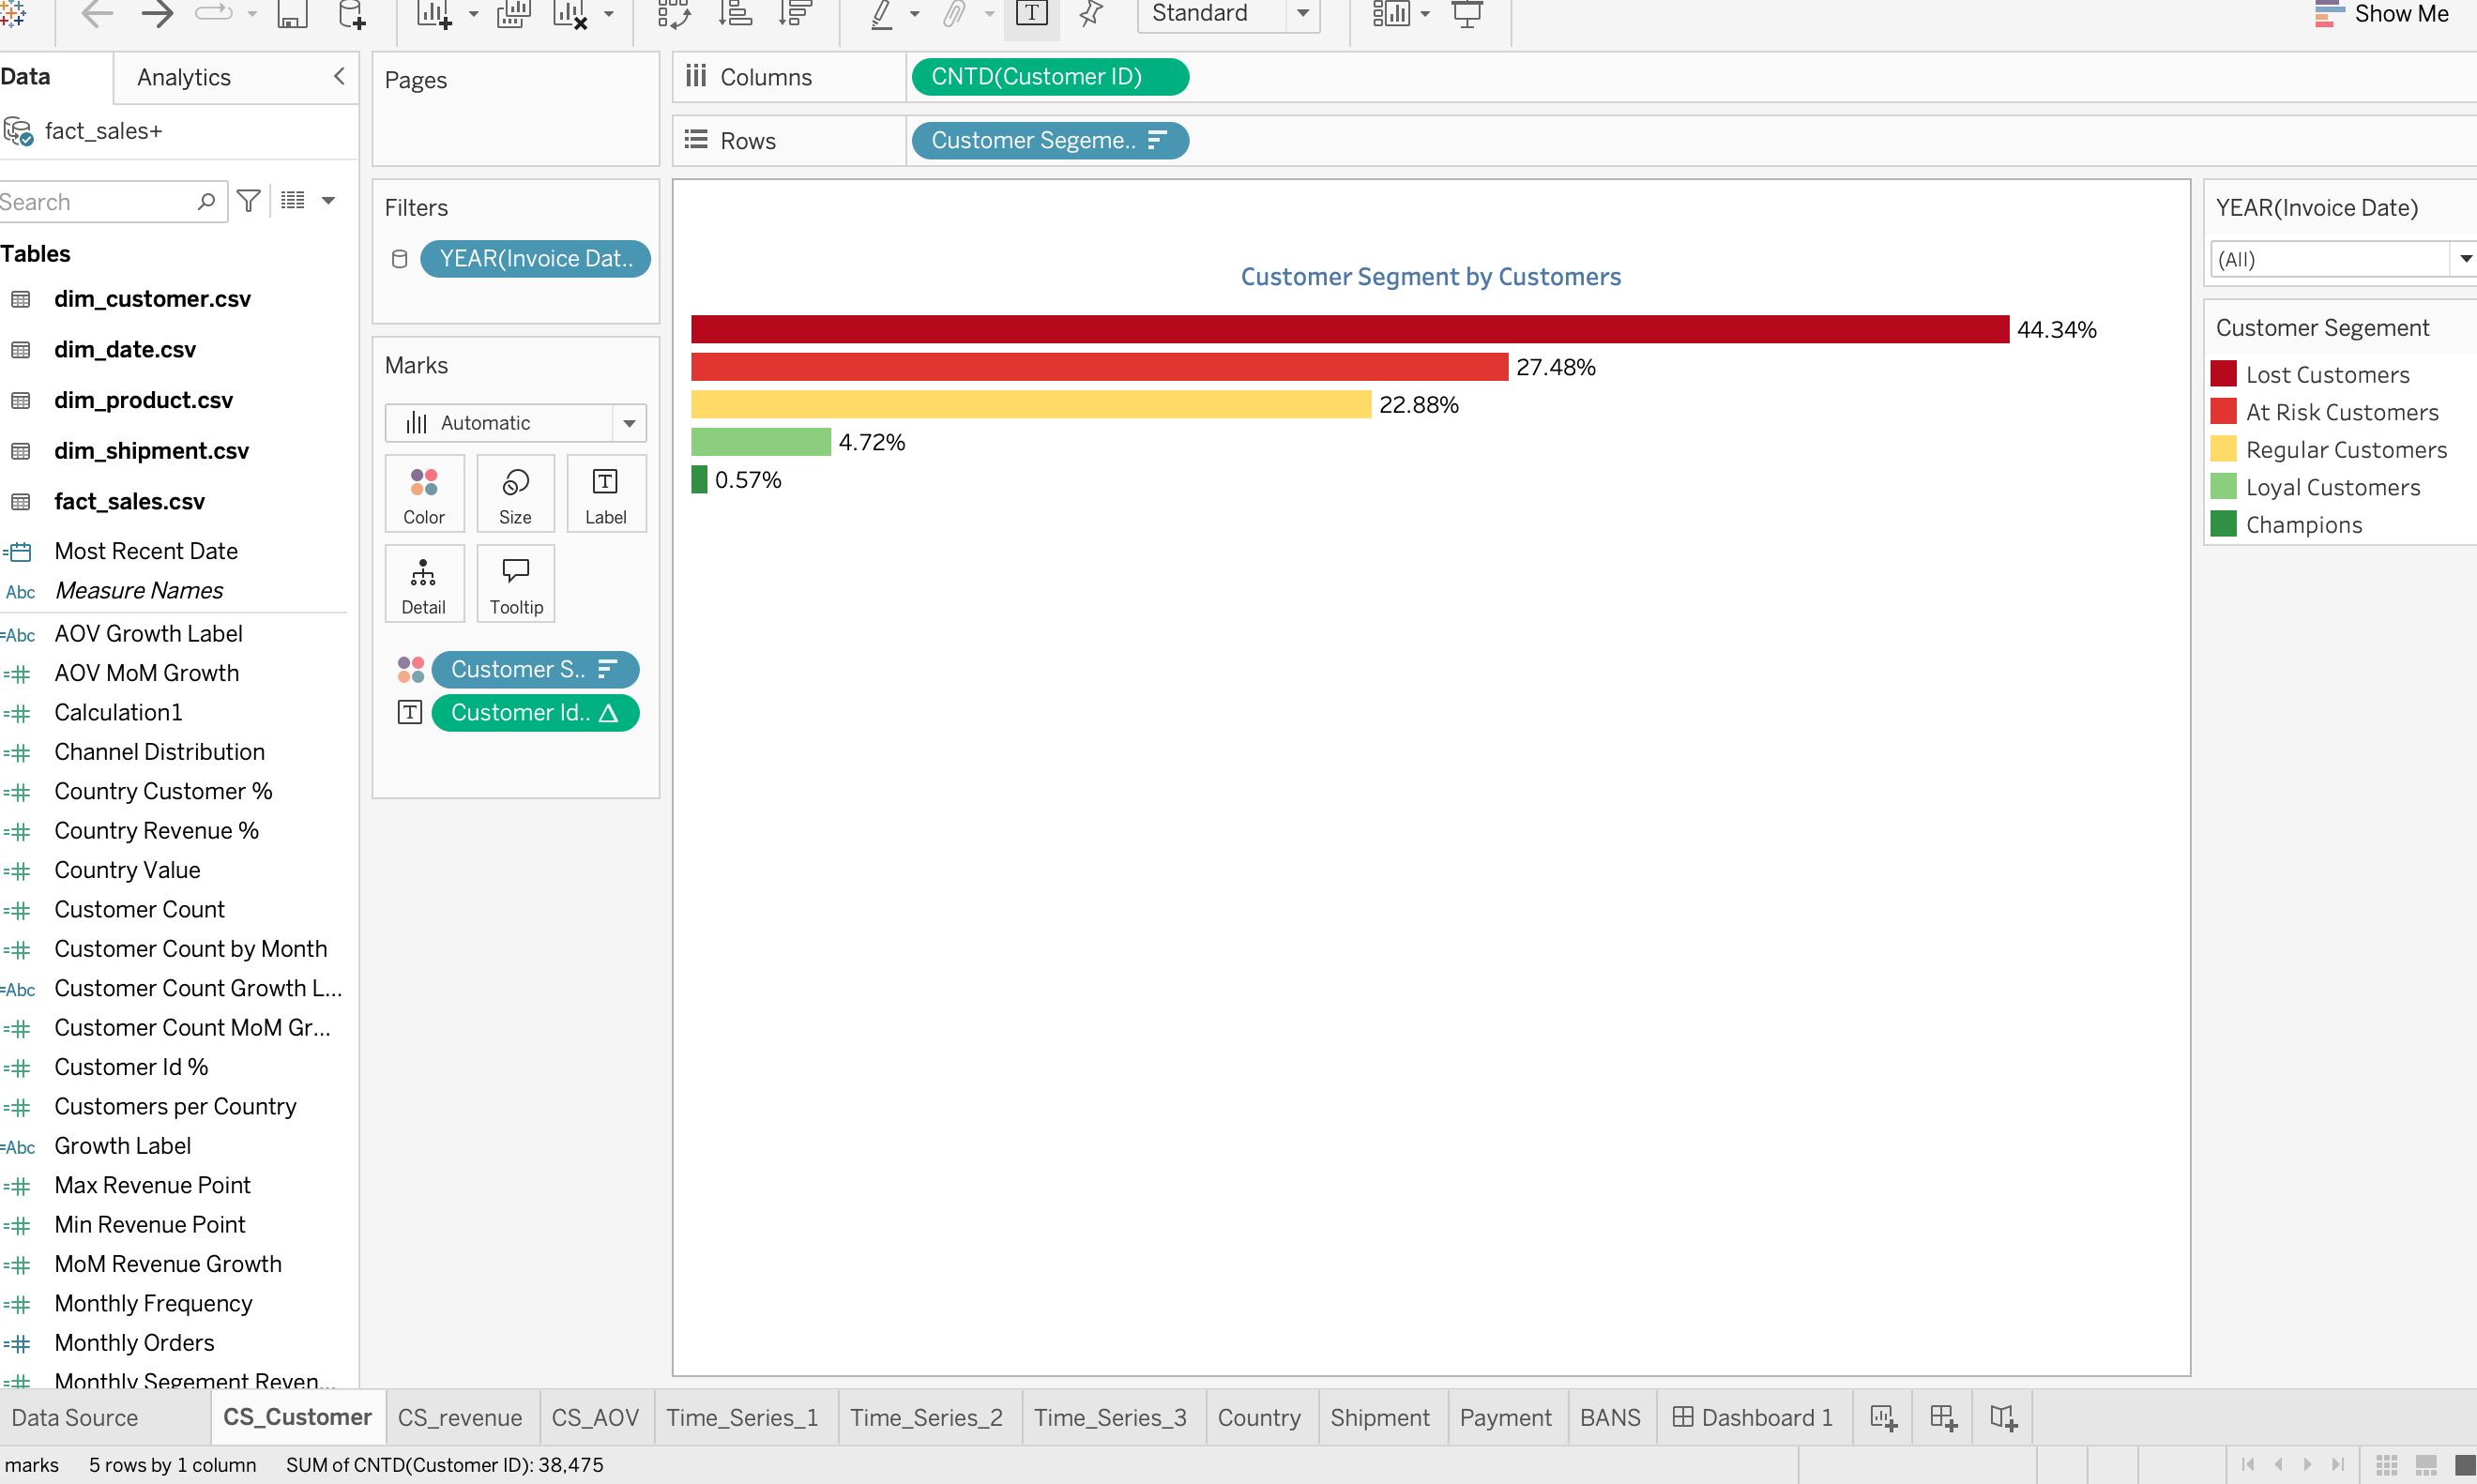 Standard
Show Me
Data
Analytics
fact_sales+
Search
Tables
dim_customer.csv
dim_date.csv
dim_product.csv
dim_shipment.csv
fact_sales.csv
Most Recent Date
Abc Measure Names
=Abc AOV Growth Label
AOV MoM Growth
Calculation1
Channel Distribution
Country Customer %
Country Revenue %
Country Value
Customer Count
Customer Count by Month
=Abc Customer Count Growth L...
Customer Count MoM Gr...
Customer Id %
Customers per Country
=Abc Growth Label
Max Revenue Point
Min Revenue Point
MoM Revenue Growth
Monthly Frequency
Monthly Orders
Monthly Segement Reven...
Pages
Filters
YEAR(Invoice Dat..
Marks
Automatic
Color
Size
T
Label
Detail
Tooltip
Customer S..
T Customer Id.. Δ
Columns
CNTD(Customer ID)
Rows
Customer Segeme..
Customer Segment by Customers
44.34%
27.48%
22.88%
4.72%
0.57%
YEAR(Invoice Date)
(All)
Customer Segement
Lost Customers
At Risk Customers
Regular Customers
Loyal Customers
Champions
Data Source
CS_Customer
CS_revenue
CS_AOV
Time_Series_1
Time_Series_2
Time_Series_3
Country
Shipment
Payment
BANS
Dashboard 1
marks
5 rows by 1 column
SUM of CNTD(Customer ID): 38,475